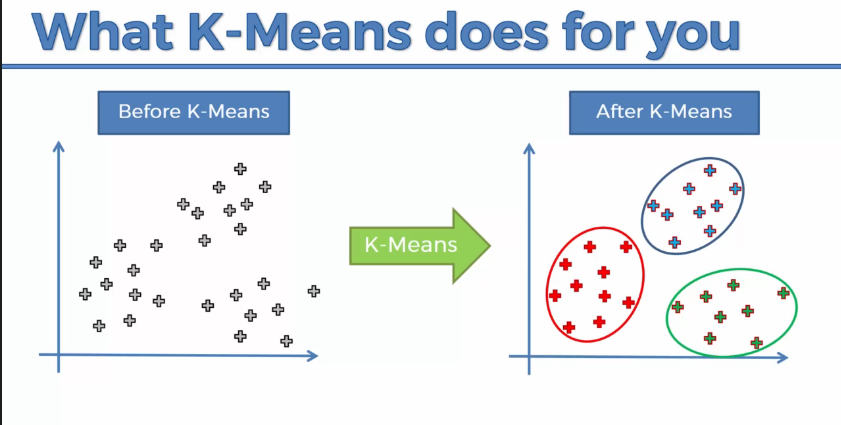 What K-Means does for you
Before K-Means
After K-Means
K-Means